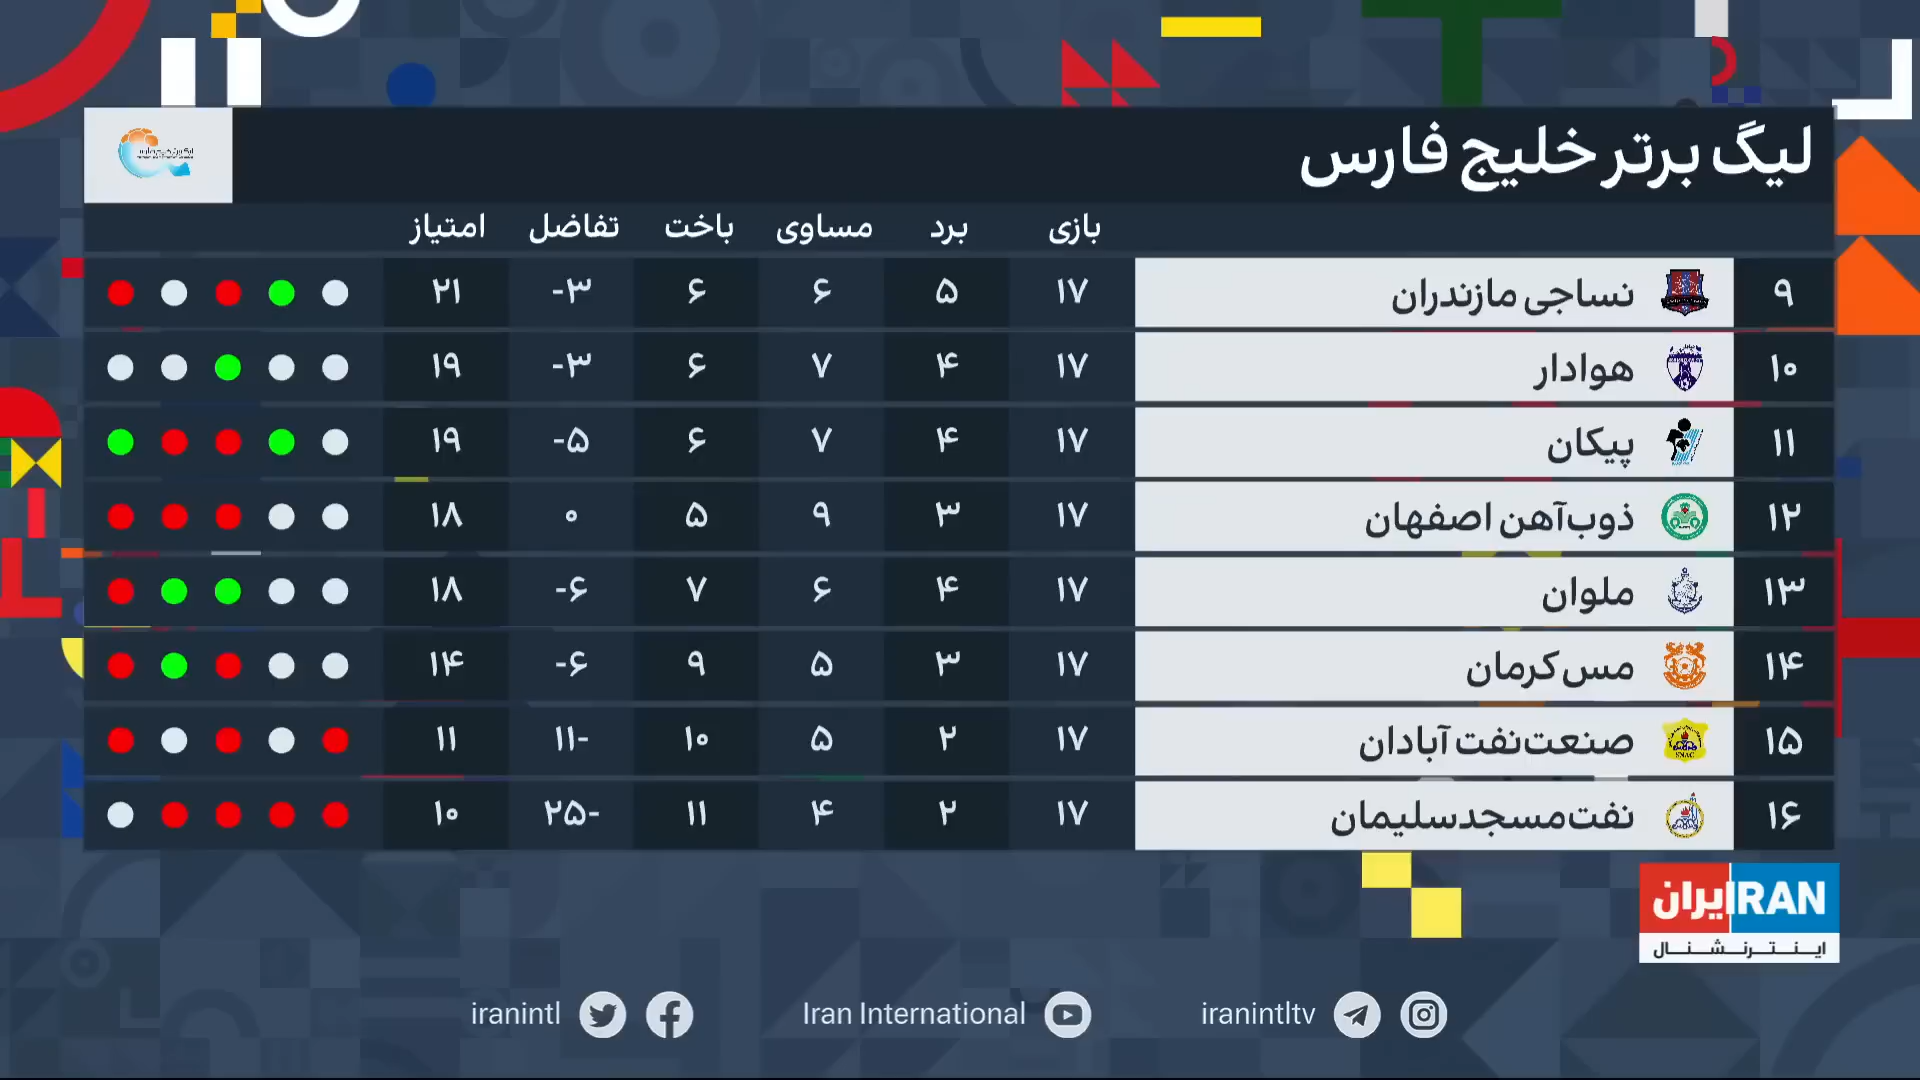 لیگ برتر خلیج فارس
بازی برد مساوی باخت تفاضل امتیاز
۹ نساجی مازندران ۱۷ ۵ ۶ ۶ -۳ ۲۱
۱۰ هوادار ۱۷ ۴ ۷ ۶ -۳ ۱۹
۱۱ پیکان ۱۷ ۴ ۷ ۶ -۵ ۱۹
۱۲ ذوب‌آهن اصفهان ۱۷ ۳ ۹ ۵ ۰ ۱۸
۱۳ ملوان ۱۷ ۴ ۶ ۷ -۶ ۱۸
۱۴ مس کرمان ۱۷ ۳ ۵ ۹ -۶ ۱۴
۱۵ صنعت‌نفت آبادان ۱۷ ۲ ۵ ۱۰ -۱۱ ۱۱
۱۶ نفت‌مسجدسلیمان ۱۷ ۲ ۴ ۱۱ -۲۵ ۱۰
ایران IRAN
اینترنشنال
iranintl Iran International iranintltv